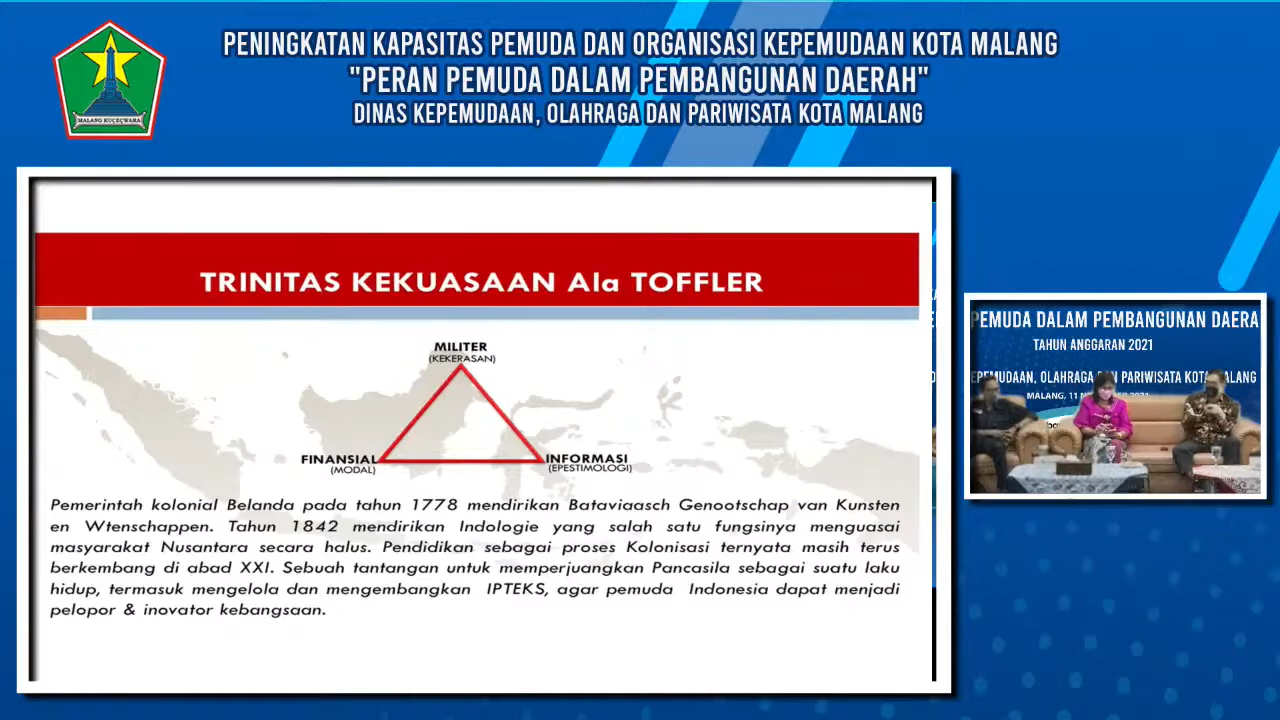 PENINGKATAN KAPASITAS PEMUDA DAN ORGANISASI KEPEMUDAAN KOTA MALANG
"PERAN PEMUDA DALAM PEMBANGUNAN DAERAH"
DINAS KEPEMUDAAN, OLAHRAGA DAN PARIWISATA KOTA MALANG
MALANG KUÇEÇWARA
TRINITAS KEKUASAAN Ala TOFFLER
MILITER
(KEKERASAN)
FINANSIAL
(MODAL)
INFORMASI
(EPESTIMOLOGI)
Pemerintah kolonial Belanda pada tahun 1778 mendirikan Bataviaasch Genootschap van Kunsten
en Wtenschappen. Tahun 1842 mendirikan Indologie yang salah satu fungsinya menguasai
masyarakat Nusantara secara halus. Pendidikan sebagai proses Kolonisasi ternyata masih terus
berkembang di abad XXI. Sebuah tantangan untuk memperjuangkan Pancasila sebagai suatu laku
hidup, termasuk mengelola dan mengembangkan IPTEKS, agar pemuda Indonesia dapat menjadi
pelopor & inovator kebangsaan.
PEMUDA DALAM PEMBANGUNAN DAERA
TAHUN ANGGARAN 2021
EPEMUDAAN, OLAHRAGA DAN PARIWISATA KOTA MALANG
MALANG, 11